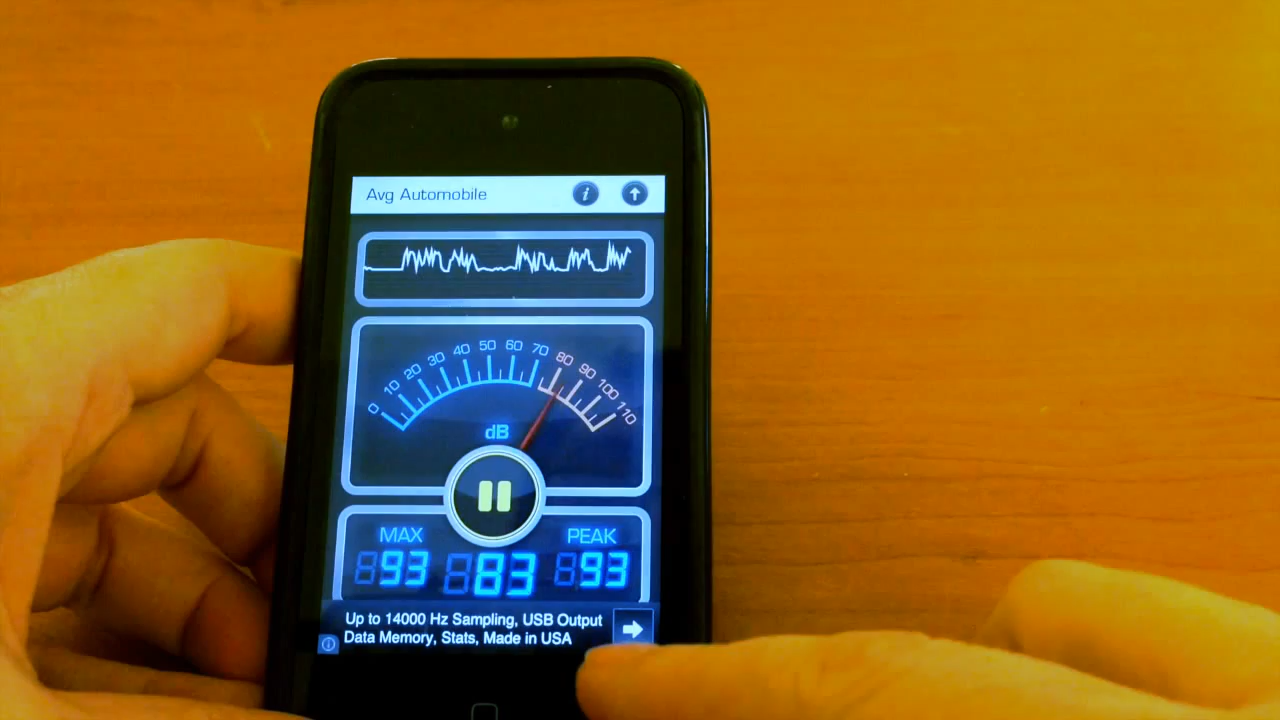 Avg Automobile
0 10 20 30 40 50 60 70 80 90 100 110
dB
MAX PEAK
93 83 93
Up to 14000 Hz Sampling, USB Output
Data Memory, Stats, Made in USA